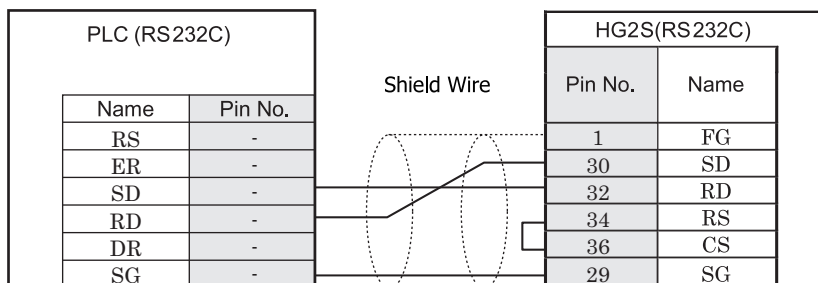 PLC (RS232C)
HG2S(RS232C)
Shield Wire
Pin No. Name
Name Pin No.
RS - 1 FG
ER - 30 SD
SD - 32 RD
RD - 34 RS
DR - 36 CS
SG - 29 SG